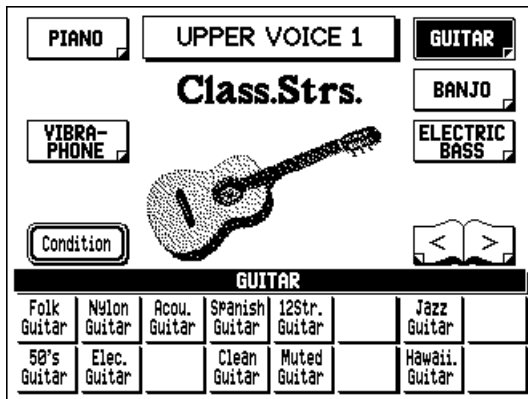 PIANO
UPPER VOICE 1
GUITAR
Class.Strs.
BANJO
VIBRA-
PHONE
ELECTRIC
BASS
Condition
< >
GUITAR
Folk Guitar
Nylon Guitar
Acou. Guitar
Spanish Guitar
12Str. Guitar
Jazz Guitar
50's Guitar
Elec. Guitar
Clean Guitar
Muted Guitar
Hawaii. Guitar